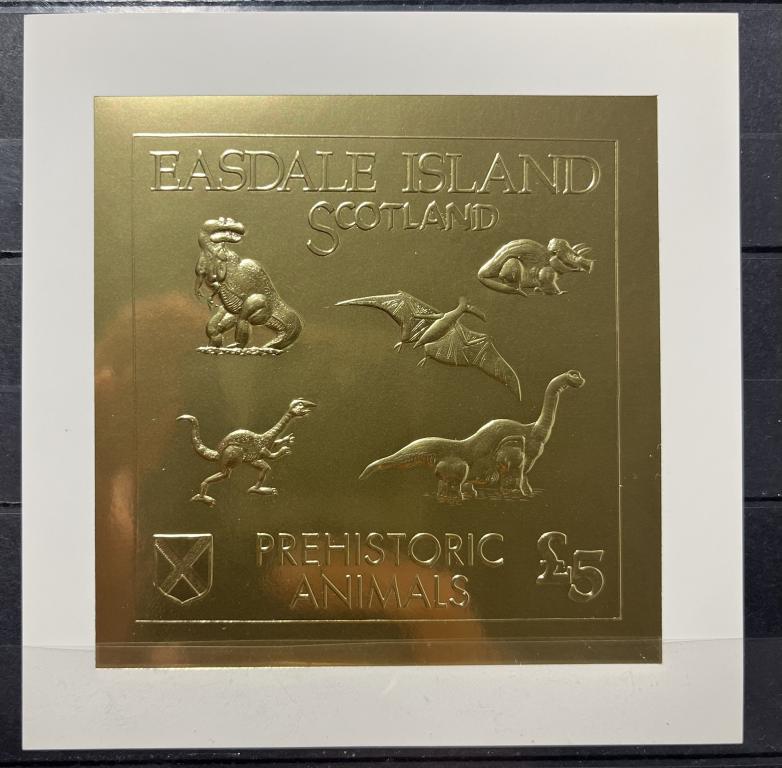 EASDALE ISLAND
SCOTLAND
PREHISTORIC
ANIMALS
£5